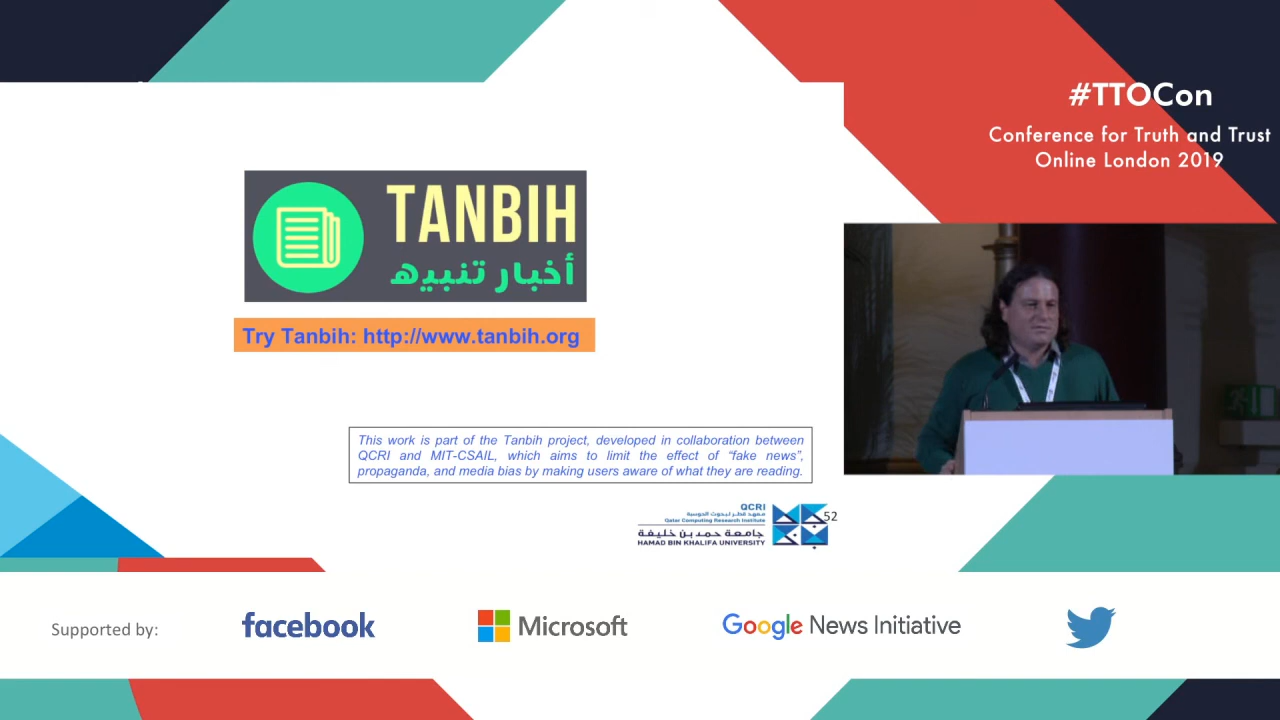 #TTOCon
Conference for Truth and Trust
Online London 2019
TANBIH
أخبار تنبيه
Try Tanbih: http://www.tanbih.org
This work is part of the Tanbih project, developed in collaboration between
QCRI and MIT-CSAIL, which aims to limit the effect of “fake news”,
propaganda, and media bias by making users aware of what they are reading.
QCRI
معهد قطر لبحوث الحوسبة
Qatar Computing Research Institute
جامعة حمد بن خليفة
HAMAD BIN KHALIFA UNIVERSITY
52
Supported by:
facebook
Microsoft
Google News Initiative